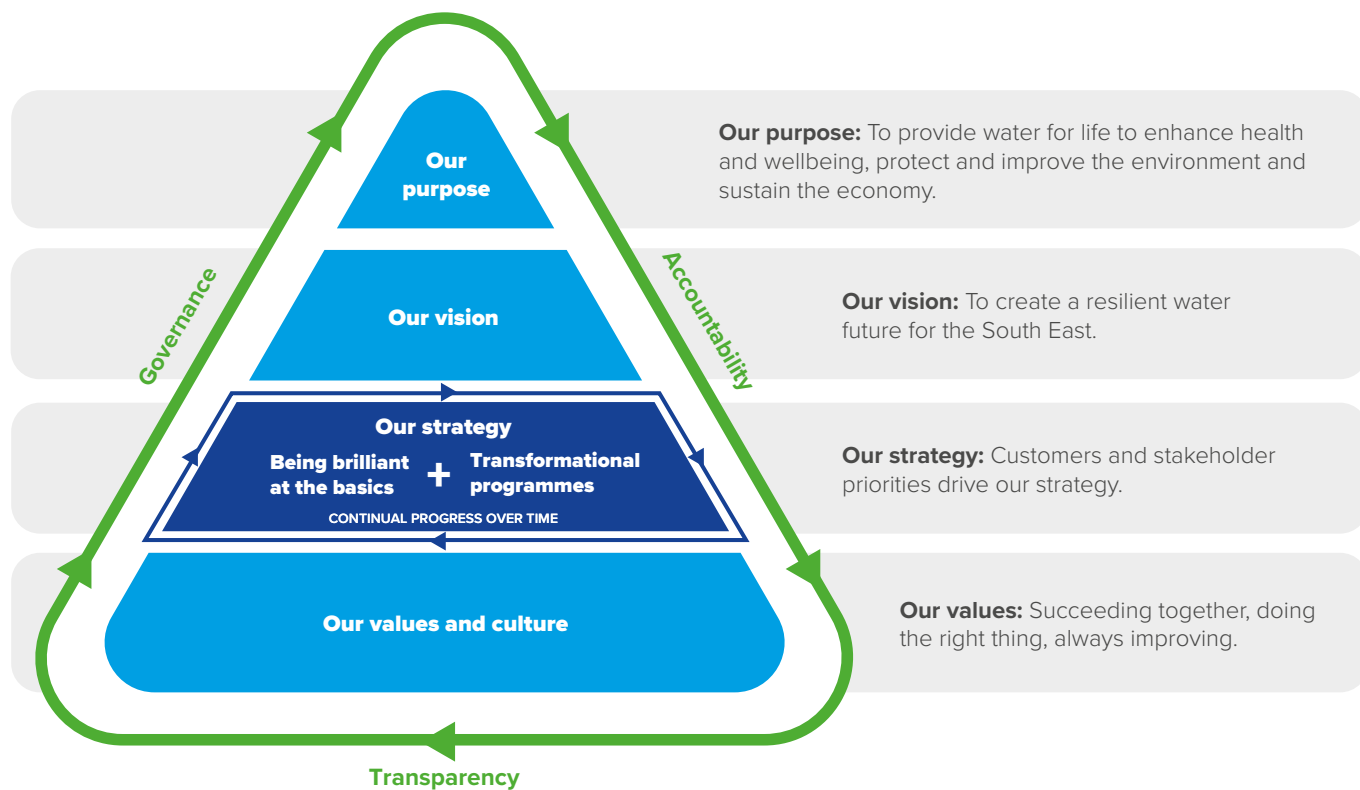 Our
purpose
Our purpose: To provide water for life to enhance health
and wellbeing, protect and improve the environment and
sustain the economy.
Governance
Accountability
Our vision
Our vision: To create a resilient water
future for the South East.
Our strategy
Being brilliant
at the basics
+
Transformational
programmes
CONTINUAL PROGRESS OVER TIME
Our strategy: Customers and stakeholder
priorities drive our strategy.
Our values and culture
Our values: Succeeding together, doing
the right thing, always improving.
Transparency